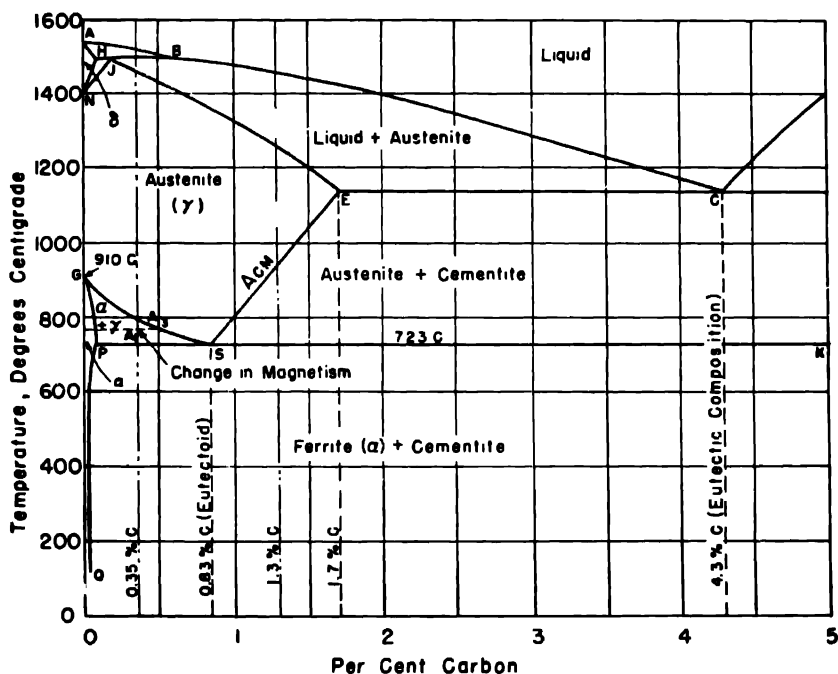 1600
1400
1200
1000
800
600
400
200
0
Temperature, Degrees Centigrade
A
H
B
J
N
δ
Liquid
Liquid + Austenite
Austenite
(γ)
E
C
910 C
G
ACM
Austenite + Cementite
α
+γ
A3
A2
P
IS
723 C
K
α
Change in Magnetism
Ferrite (α) + Cementite
Q
0.35 % C
0.83 % C (Eutectoid)
1.3 % C
1.7 % C
4.3 % C (Eutectic Composition)
0
1
2
3
4
5
Per Cent Carbon